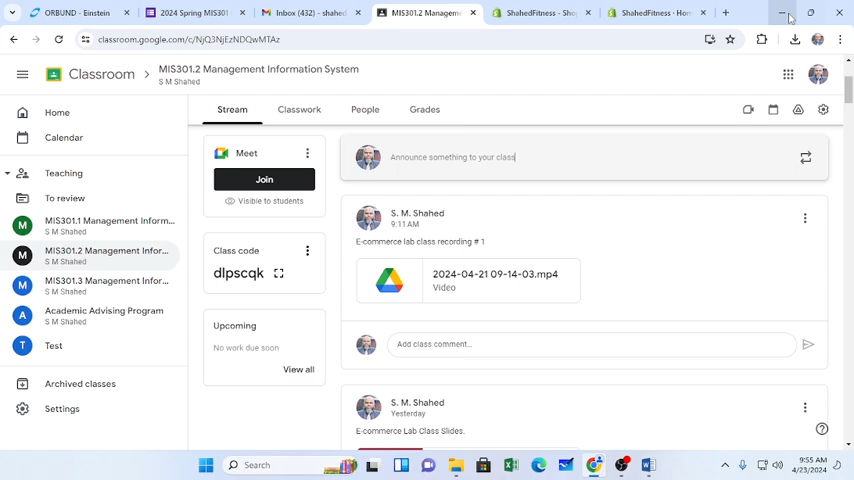 ORBUND - Einstein
2024 Spring MIS301
Inbox (432) - shahed.
MIS301.2 Manageme
ShahedFitness - Sho
ShahedFitness · Hom
classroom.google.com/c/NjQ3NjEzNDQwMTAz
Classroom
MIS301.2 Management Information System
S M Shahed
Stream
Classwork
People
Grades
Home
Calendar
Teaching
To review
M
MIS301.1 Management Inform...
S M Shahed
M
MIS301.2 Management Infor...
S M Shahed
M
MIS301.3 Management Infor...
S M Shahed
A
Academic Advising Program
S M Shahed
T
Test
Archived classes
Settings
Meet
Join
Visible to students
Class code
dlpscqk
Upcoming
No work due soon
View all
Announce something to your class
S. M. Shahed
9:11 AM
E-commerce lab class recording # 1
2024-04-21 09-14-03.mp4
Video
Add class comment...
S. M. Shahed
Yesterday
E-commerce Lab Class Slides.
Search
9:55 AM
4/23/2024